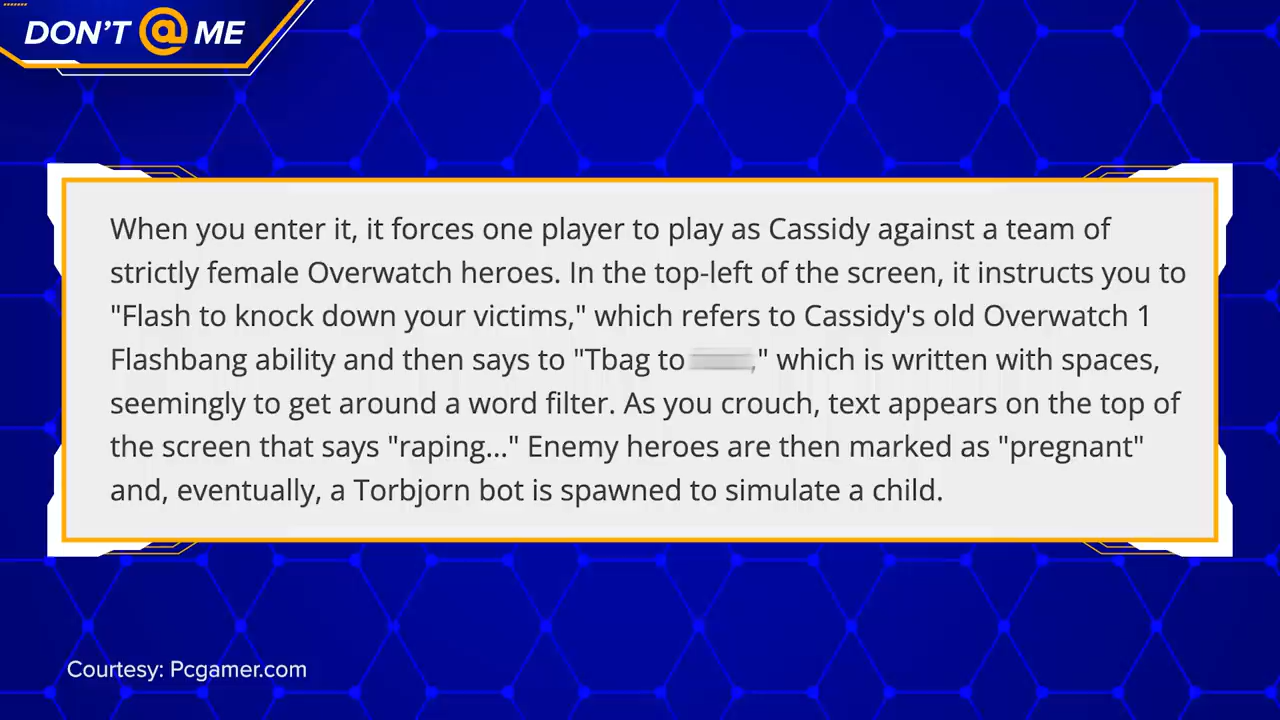 DON'T @ ME
When you enter it, it forces one player to play as Cassidy against a team of
strictly female Overwatch heroes. In the top-left of the screen, it instructs you to
"Flash to knock down your victims," which refers to Cassidy's old Overwatch 1
Flashbang ability and then says to "Tbag to ," which is written with spaces,
seemingly to get around a word filter. As you crouch, text appears on the top of
the screen that says "raping..." Enemy heroes are then marked as "pregnant"
and, eventually, a Torbjorn bot is spawned to simulate a child.
Courtesy: Pcgamer.com